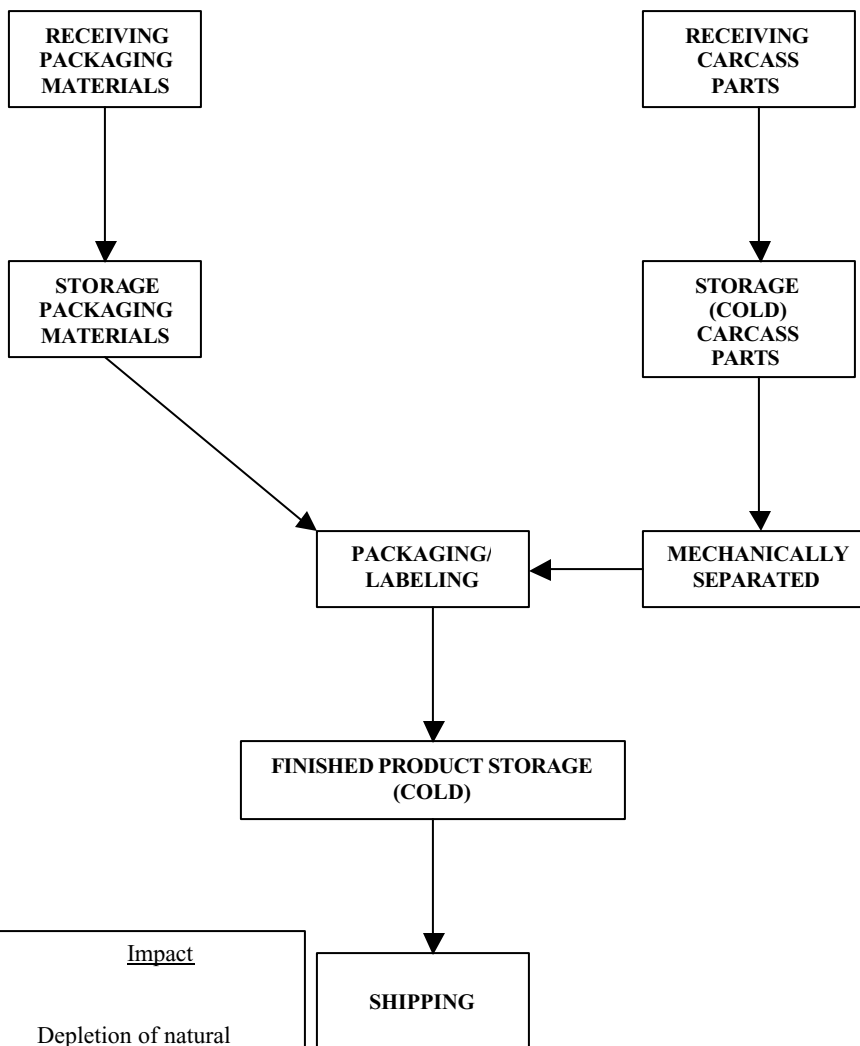 RECEIVING
PACKAGING
MATERIALS
RECEIVING
CARCASS
PARTS
STORAGE
PACKAGING
MATERIALS
STORAGE
(COLD)
CARCASS
PARTS
PACKAGING/
LABELING
MECHANICALLY
SEPARATED
FINISHED PRODUCT STORAGE
(COLD)
Impact
Depletion of natural
SHIPPING